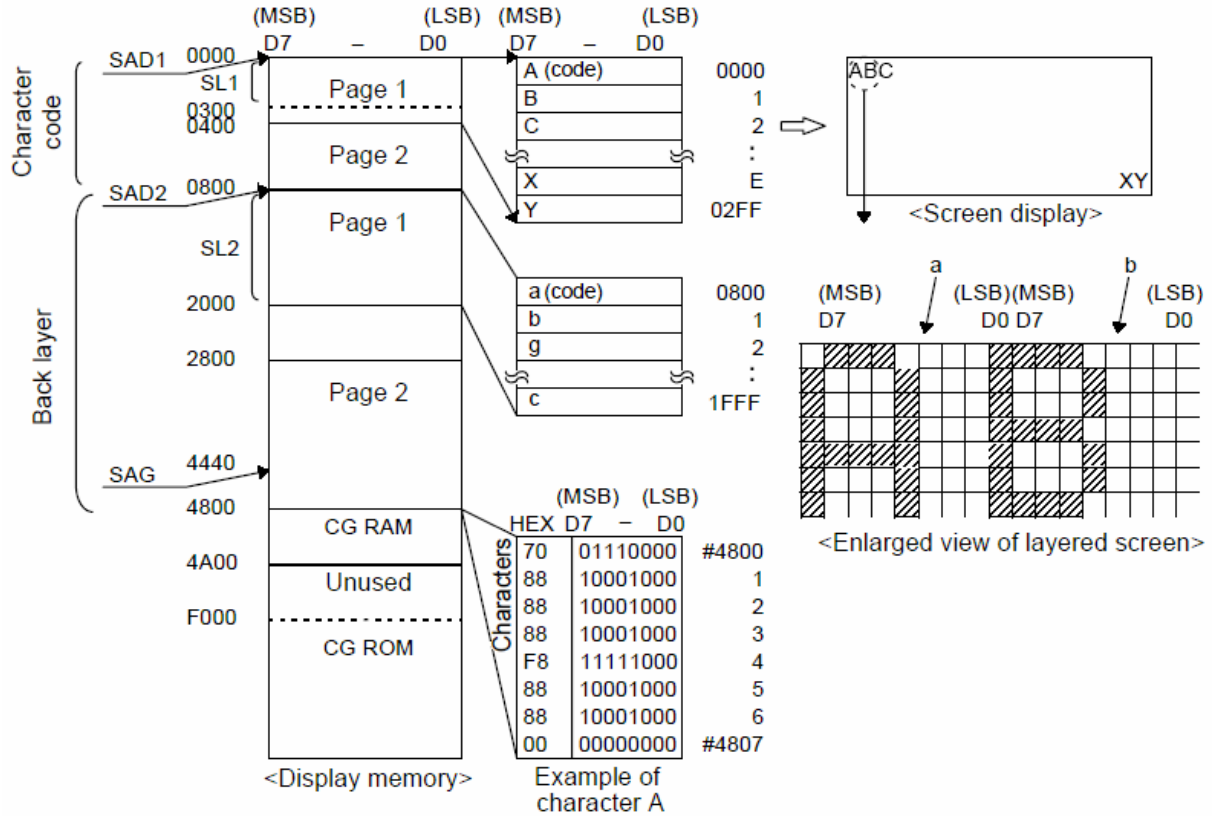 (MSB) (LSB) (MSB) (LSB)
D7 – D0 D7 – D0
Character code
SAD1 0000
SL1
0300
0400
SAD2 0800
Back layer
SL2
2000
2800
SAG 4440
4800
4A00
F000
Page 1
Page 2
Page 1
Page 2
CG RAM
Unused
CG ROM
<Display memory>
A (code) 0000
B 1
C 2
:
X E
Y 02FF
a (code) 0800
b 1
g 2
:
c 1FFF
ABC
XY
<Screen display>
a b
(MSB) (LSB)(MSB) (LSB)
D7 D0 D7 D0
<Enlarged view of layered screen>
(MSB) (LSB)
HEX D7 – D0
Characters
70 01110000 #4800
88 10001000 1
88 10001000 2
88 10001000 3
F8 11111000 4
88 10001000 5
88 10001000 6
00 00000000 #4807
Example of
character A